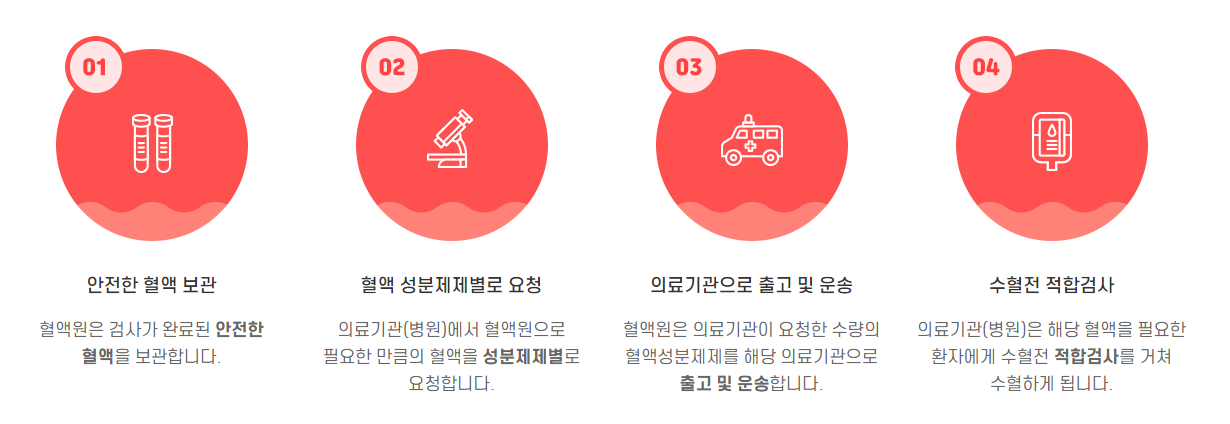 01
안전한 혈액 보관
혈액원은 검사가 완료된 안전한
혈액을 보관합니다.
02
혈액 성분제제별로 요청
의료기관(병원)에서 혈액원으로
필요한 만큼의 혈액을 성분제제별로
요청합니다.
03
의료기관으로 출고 및 운송
혈액원은 의료기관이 요청한 수량의
혈액성분제제를 해당 의료기관으로
출고 및 운송합니다.
04
수혈전 적합검사
의료기관(병원)은 해당 혈액을 필요한
환자에게 수혈전 적합검사를 거쳐
수혈하게 됩니다.